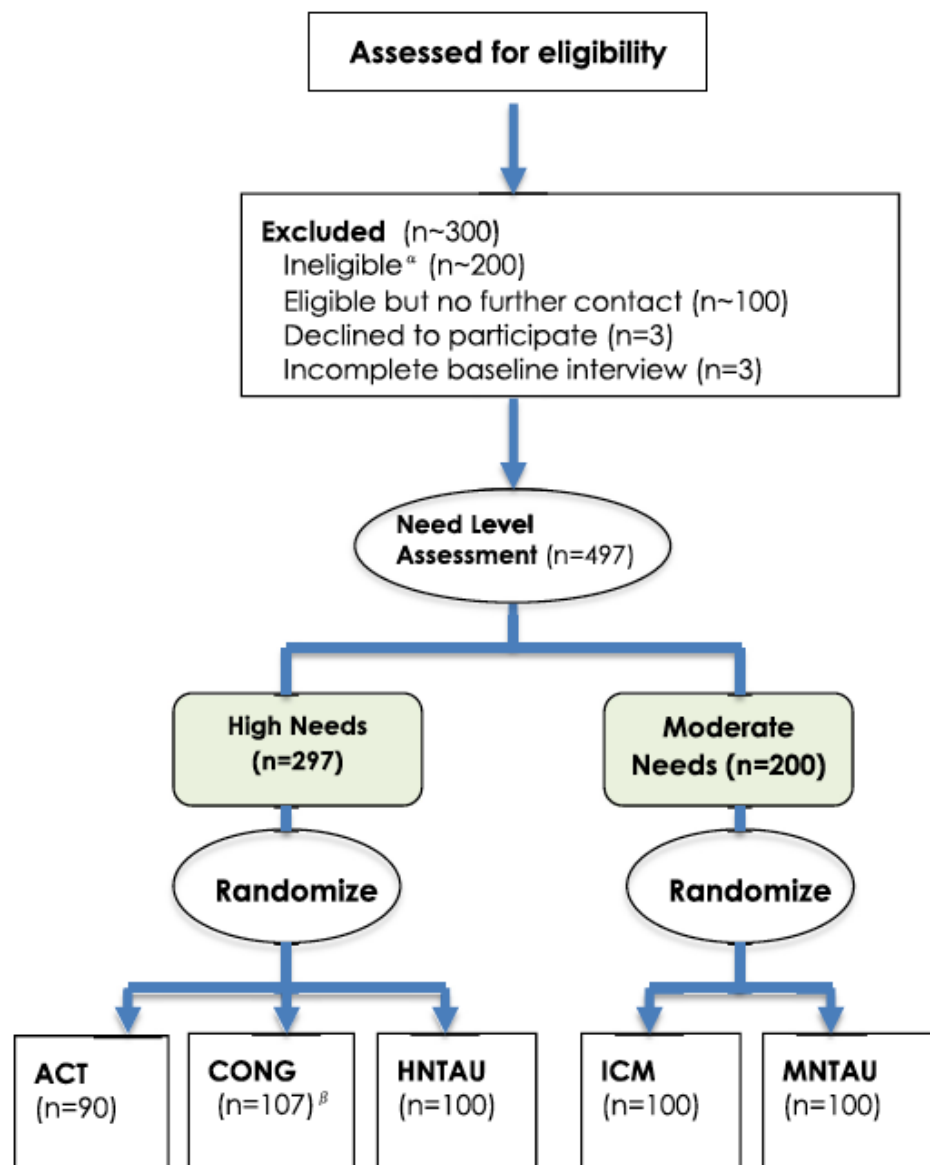 Assessed for eligibility
Excluded (n~300)
Ineligible α (n~200)
Eligible but no further contact (n~100)
Declined to participate (n=3)
Incomplete baseline interview (n=3)
Need Level
Assessment (n=497)
High Needs
(n=297)
Moderate
Needs (n=200)
Randomize
Randomize
ACT
(n=90)
CONG
(n=107) β
HNTAU
(n=100)
ICM
(n=100)
MNTAU
(n=100)